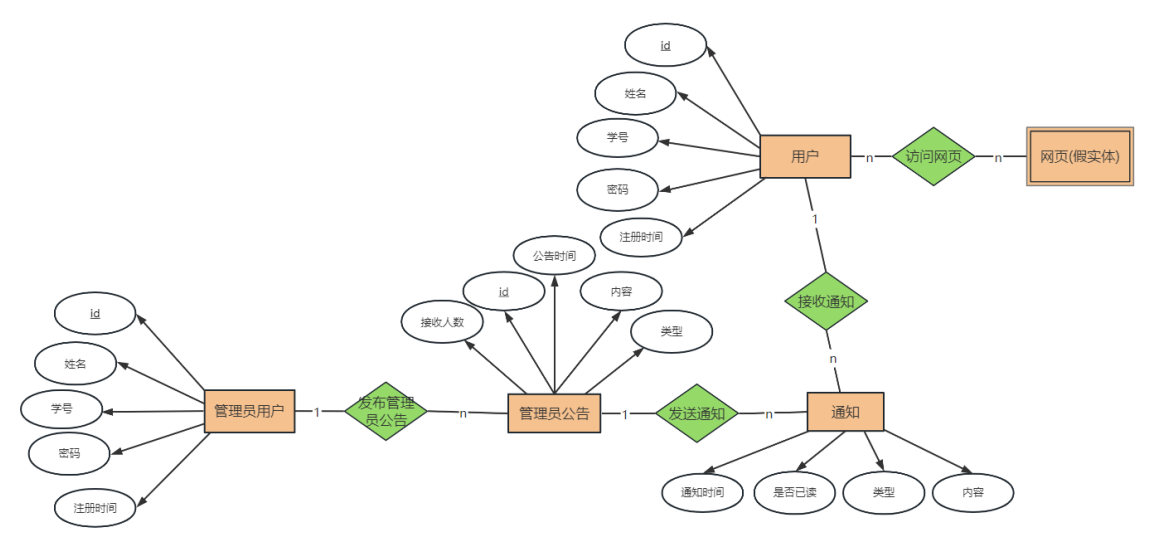 id
姓名
学号
密码
注册时间
用户
n
访问网页
n
网页(假实体)
1
接收通知
n
公告时间
id
内容
接收人数
类型
id
姓名
学号
密码
注册时间
管理员用户
1
发布管理
员公告
n
管理员公告
1
发送通知
n
通知
通知时间
是否已读
类型
内容